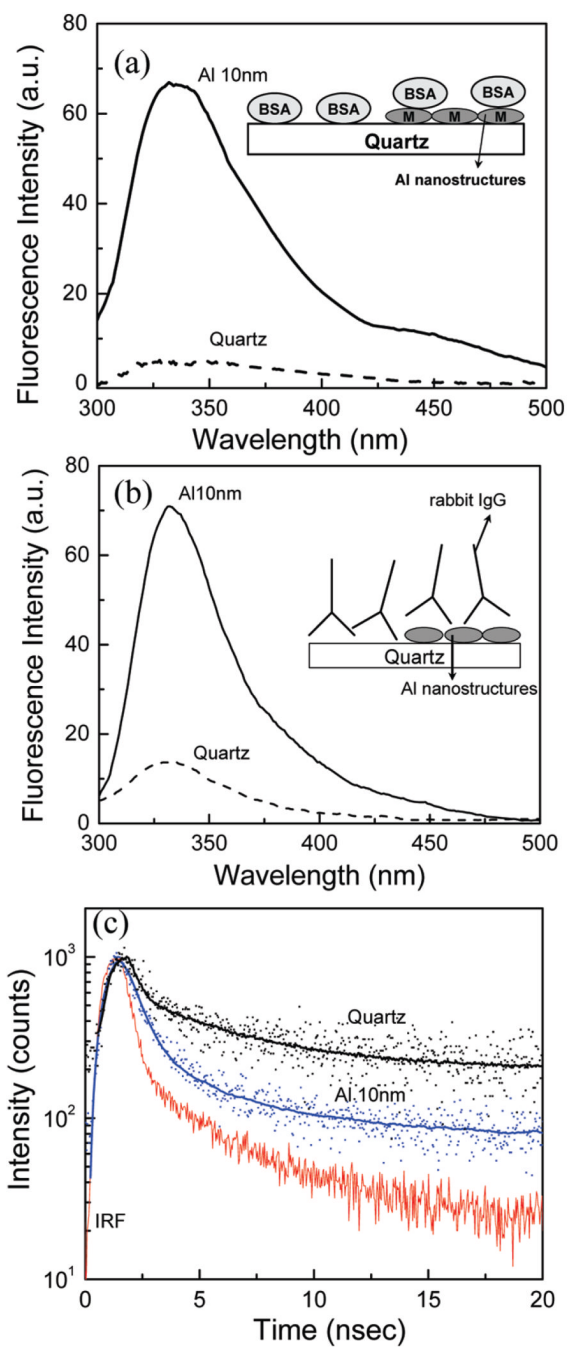 (a)
Al 10nm
BSA
BSA
BSA
BSA
M
M
M
Quartz
Al nanostructures
Quartz
Fluorescence Intensity (a.u.)
80
60
40
20
0
300
350
400
450
500
Wavelength (nm)
(b)
Al10nm
rabbit IgG
Quartz
Al nanostructures
Quartz
Fluorescence Intensity (a.u.)
80
60
40
20
0
300
350
400
450
500
Wavelength (nm)
(c)
Quartz
Al 10nm
IRF
Intensity (counts)
10³
10²
10¹
0
5
10
15
20
Time (nsec)